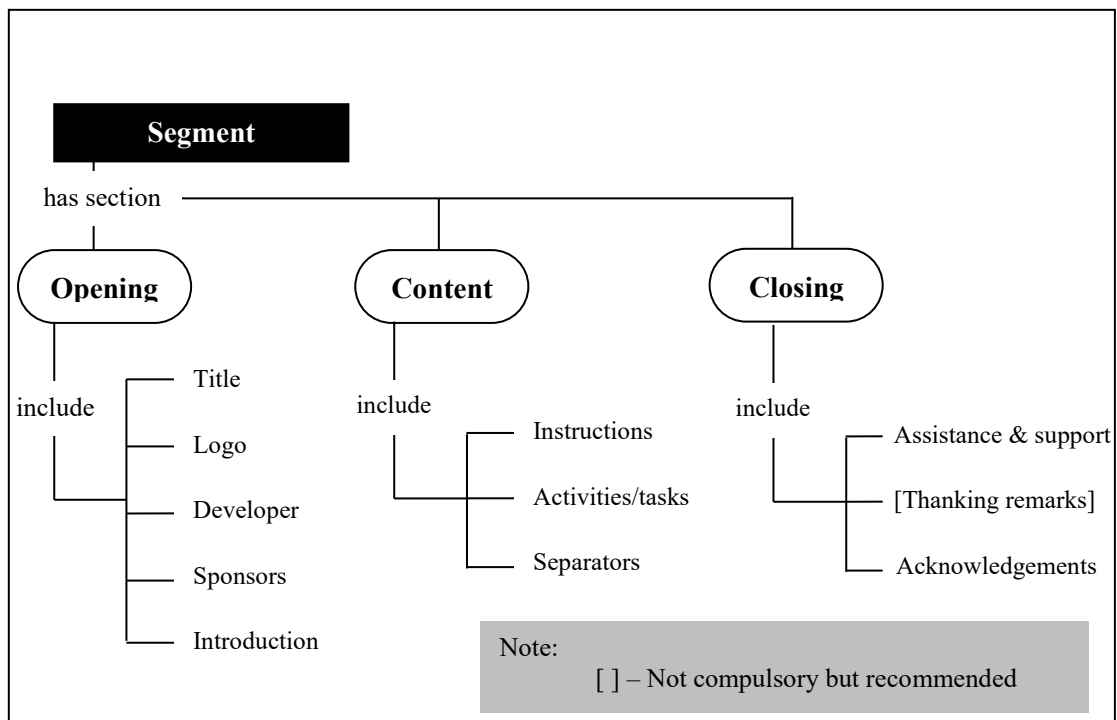 Segment
has section
Opening
Content
Closing
include
Title
Logo
Developer
Sponsors
Introduction
include
Instructions
Activities/tasks
Separators
include
Assistance & support
[Thanking remarks]
Acknowledgements
Note:
[ ] – Not compulsory but recommended